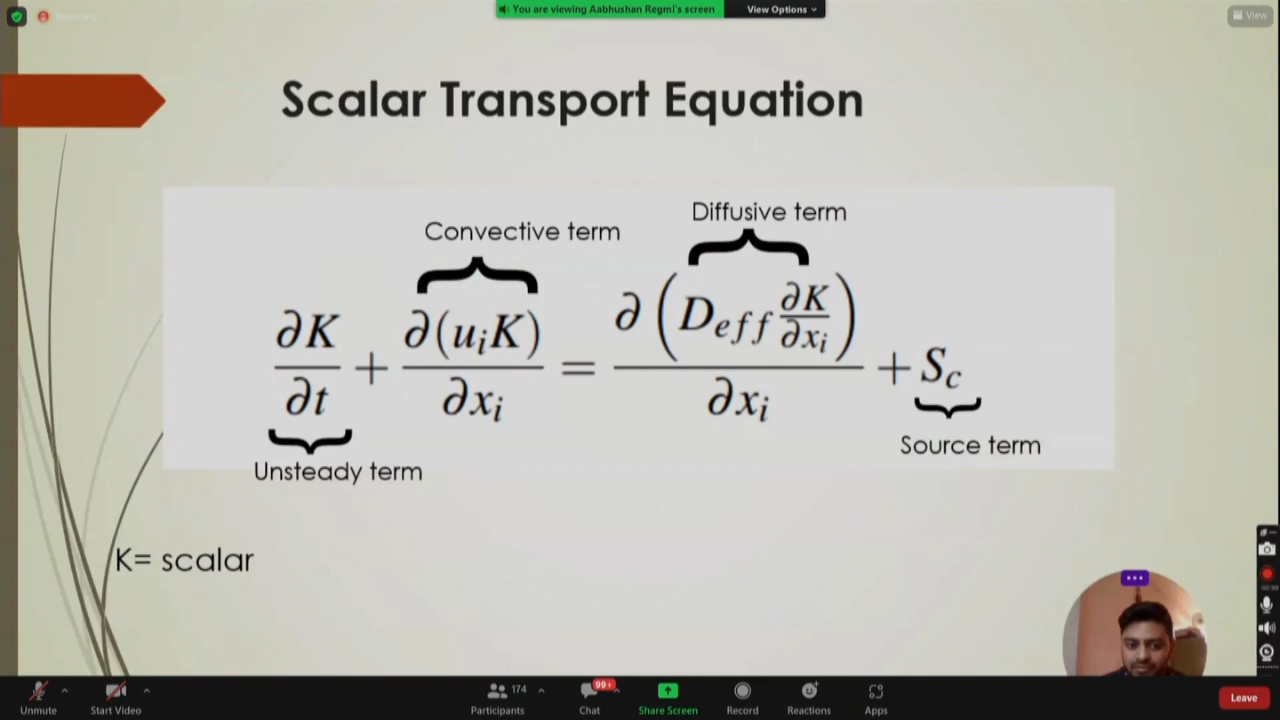 You are viewing Aabhushan Regmi's screen
View Options
View
Recording
Scalar Transport Equation
Diffusive term
Convective term
∂K/∂t + ∂(u_i K)/∂x_i = ∂(D_eff ∂K/∂x_i)/∂x_i + S_c
Source term
Unsteady term
K= scalar
Unmute
Start Video
174
Participants
99+
Chat
Share Screen
Record
Reactions
Apps
Leave